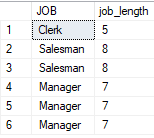 JOB job_length
1 Clerk 5
2 Salesman 8
3 Salesman 8
4 Manager 7
5 Manager 7
6 Manager 7